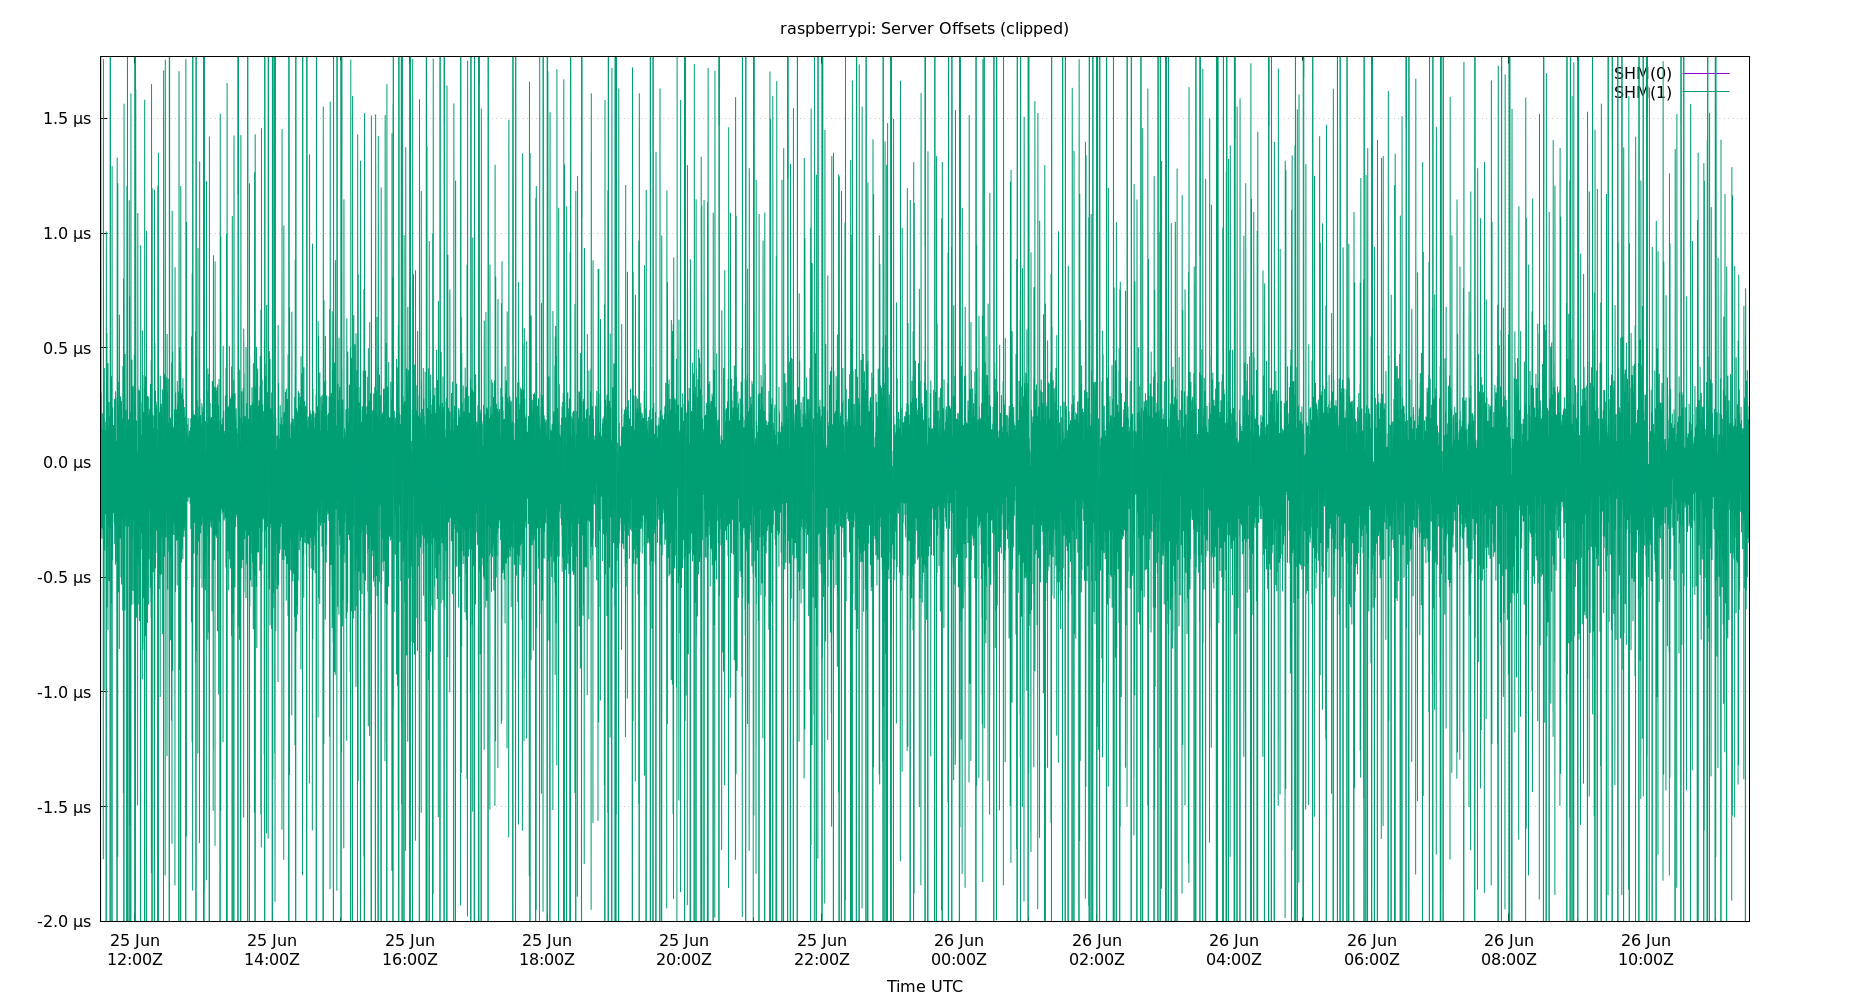 raspberrypi: Server Offsets (clipped)
SHM(0)
SHM(1)
1.5 µs
1.0 µs
0.5 µs
0.0 µs
-0.5 µs
-1.0 µs
-1.5 µs
-2.0 µs
25 Jun 25 Jun 25 Jun 25 Jun 25 Jun 25 Jun 26 Jun 26 Jun 26 Jun 26 Jun 26 Jun 26 Jun
12:00Z 14:00Z 16:00Z 18:00Z 20:00Z 22:00Z 00:00Z 02:00Z 04:00Z 06:00Z 08:00Z 10:00Z
Time UTC